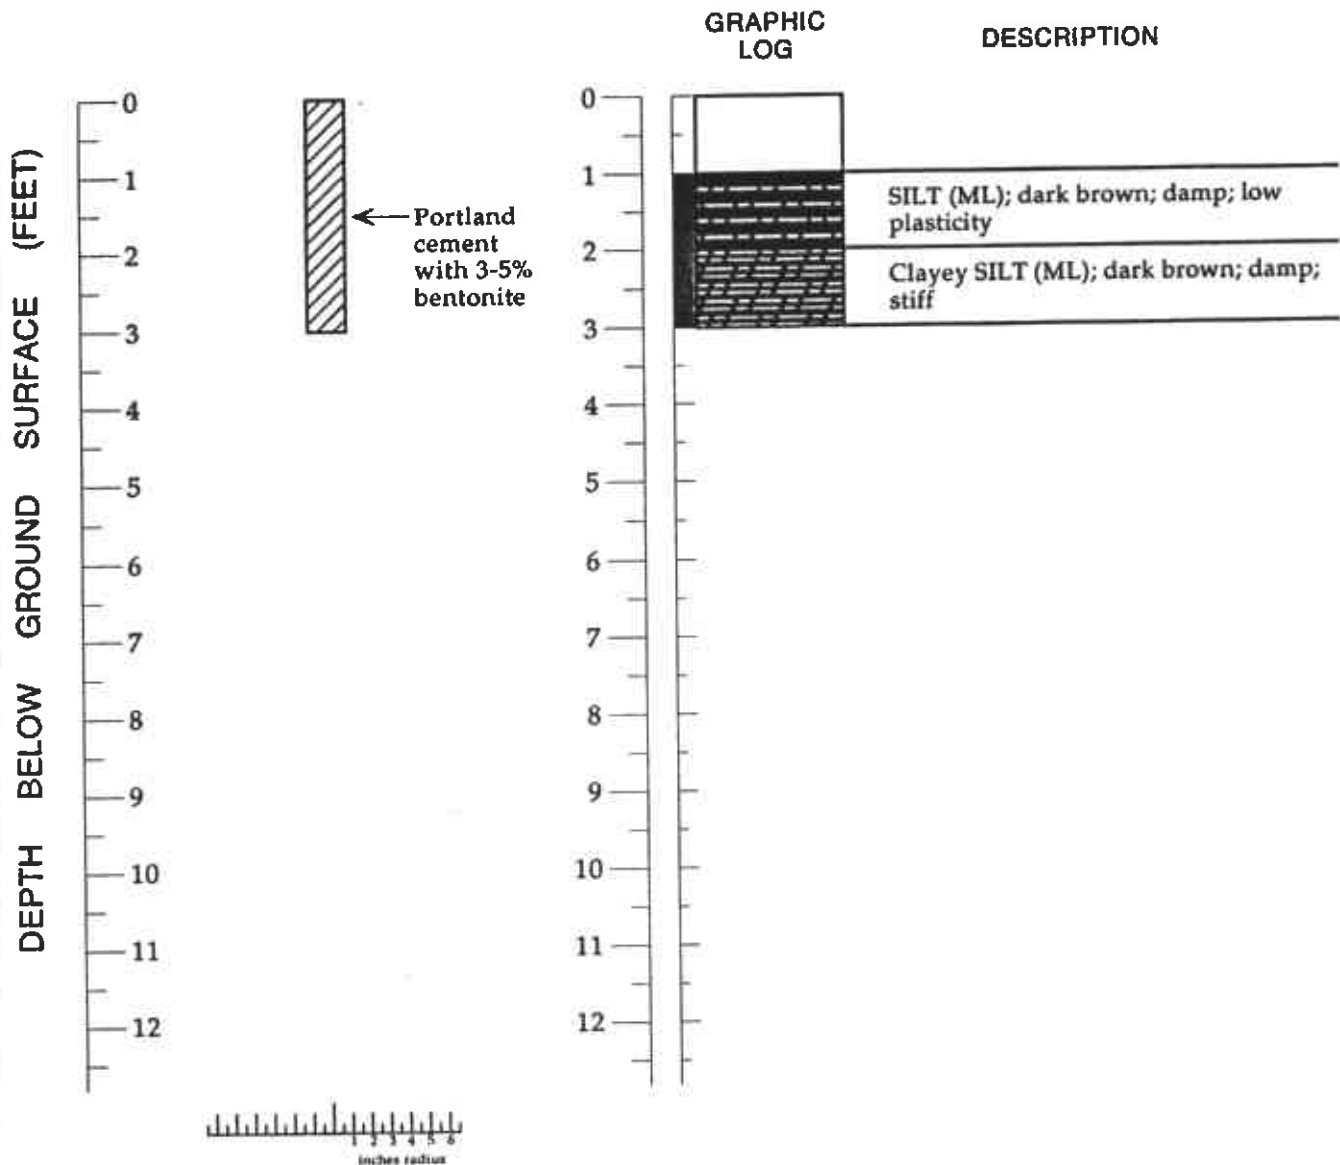 GRAPHIC
LOG
DESCRIPTION
DEPTH BELOW GROUND SURFACE (FEET)
0
1
2
3
4
5
6
7
8
9
10
11
12
Portland
cement
with 3-5%
bentonite
0
1
2
3
4
5
6
7
8
9
10
11
12
SILT (ML); dark brown; damp; low
plasticity
Clayey SILT (ML); dark brown; damp;
stiff
1 2 3 4 5 6
inches radius